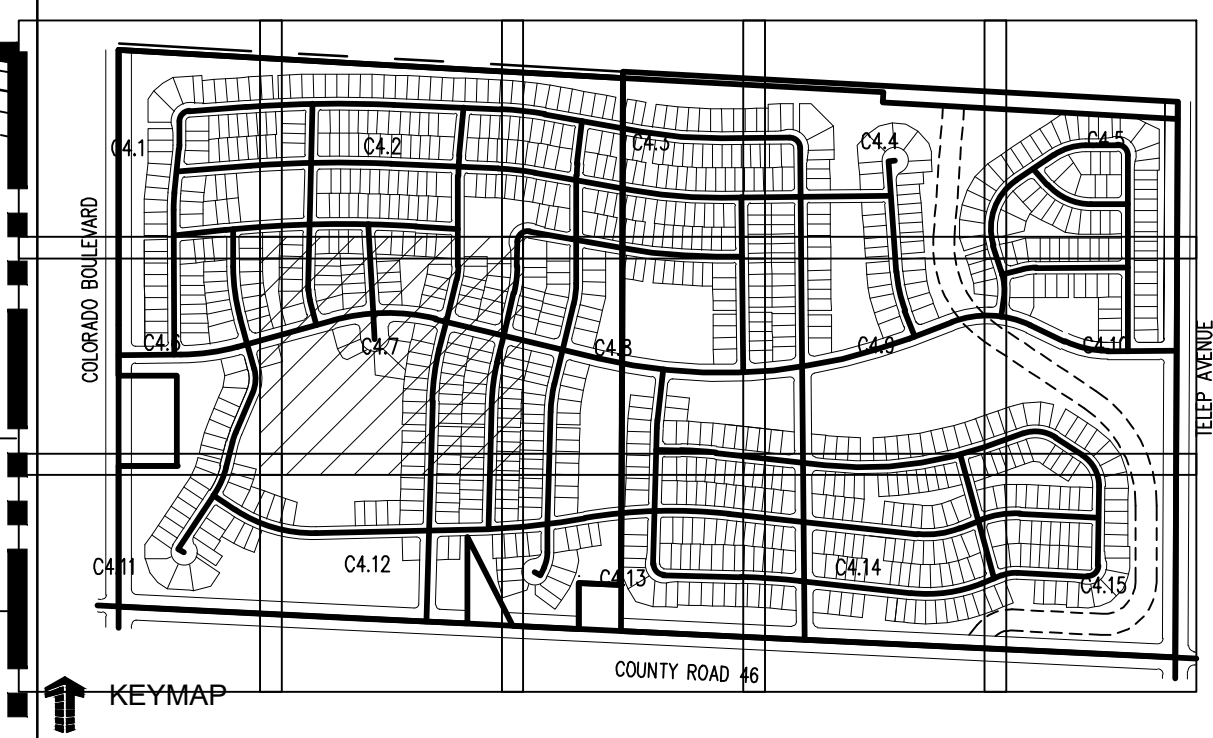 C4.1
C4.2
C4.3
C4.4
C4.5
COLORADO BOULEVARD
C4.6
C4.7
C4.8
C4.9
C4.10
TELEP AVENUE
C4.11
C4.12
C4.13
C4.14
C4.15
COUNTY ROAD 46
KEYMAP